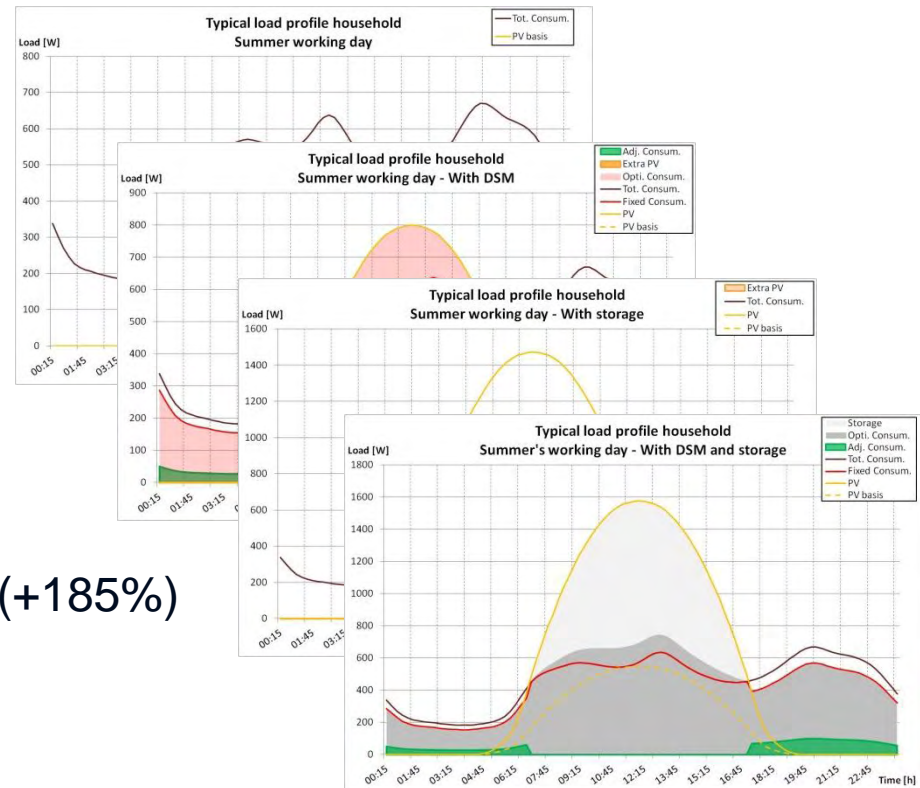 Typical load profile household
Summer working day
Tot. Consum.
PV basis
Load [W]
800
700
600
500
400
300
200
100
0
00:15
01:45
03:15
Typical load profile household
Summer working day - With DSM
Adj. Consum.
Extra PV
Opti. Consum.
Tot. Consum.
Fixed Consum.
PV
PV basis
Load [W]
900
800
700
600
500
400
300
200
100
0
00:15
01:45
03:15
Typical load profile household
Summer working day - With storage
Extra PV
Tot. Consum.
PV
PV basis
Load [W]
1600
1400
1200
1000
800
600
400
200
0
00:15
01:45
03:15
Typical load profile household
Summer's working day - With DSM and storage
Storage
Opti. Consum.
Adj. Consum.
Tot. Consum.
Fixed Consum.
PV
PV basis
Load [W]
1800
1600
1400
1200
1000
800
600
400
200
0
00:15 01:45 03:15 04:45 06:15 07:45 09:15 10:45 12:15 13:45 15:15 16:45 18:15 19:45 21:15 22:45 Time [h]
(+185%)